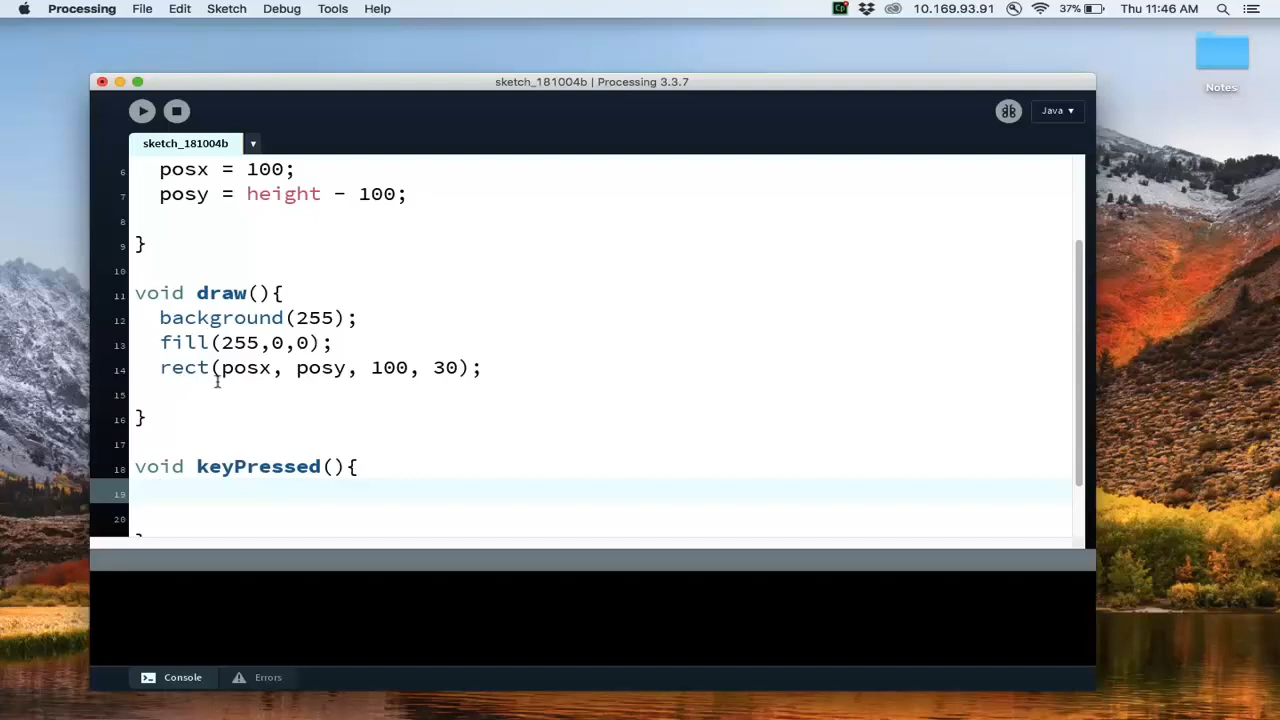 Processing File Edit Sketch Debug Tools Help 10.169.93.91 37% Thu 11:46 AM
Notes
sketch_181004b | Processing 3.3.7
Java ▾
sketch_181004b ▾
6 posx = 100;
7 posy = height - 100;
8
9 }
10
11 void draw(){
12 background(255);
13 fill(255,0,0);
14 rect(posx, posy, 100, 30);
15
16 }
17
18 void keyPressed(){
19
20
Console Errors